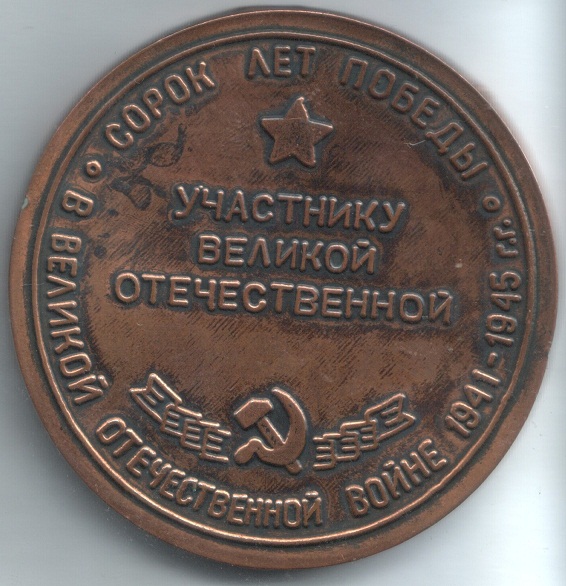 СОРОК ЛЕТ ПОБЕДЫ
В ВЕЛИКОЙ ОТЕЧЕСТВЕННОЙ ВОЙНЕ 1941-1945 г.г.
УЧАСТНИКУ
ВЕЛИКОЙ
ОТЕЧЕСТВЕННОЙ